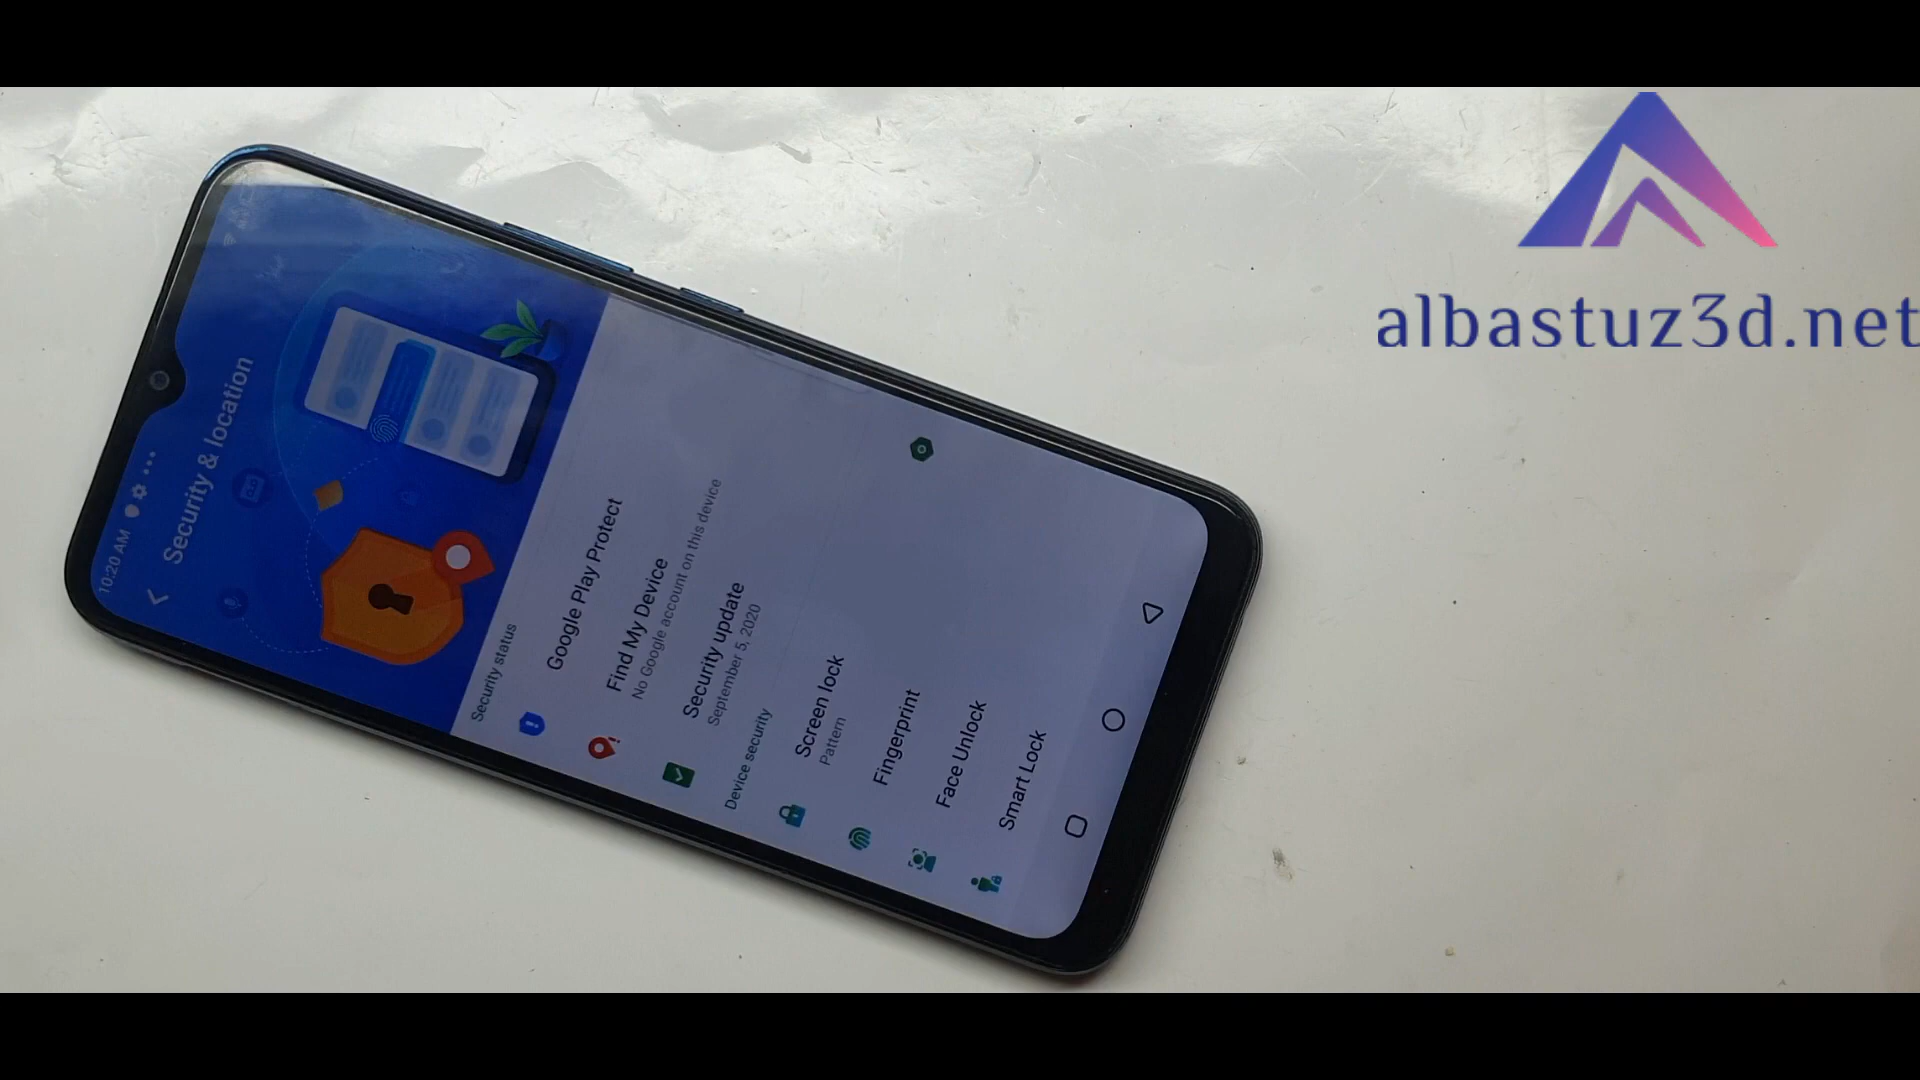 albastuz3d.net
10:20 AM
Security & location
Security status
Google Play Protect
Find My Device
No Google account on this device
Security update
September 5, 2020
Device security
Screen lock
Pattern
Fingerprint
Face Unlock
Smart Lock